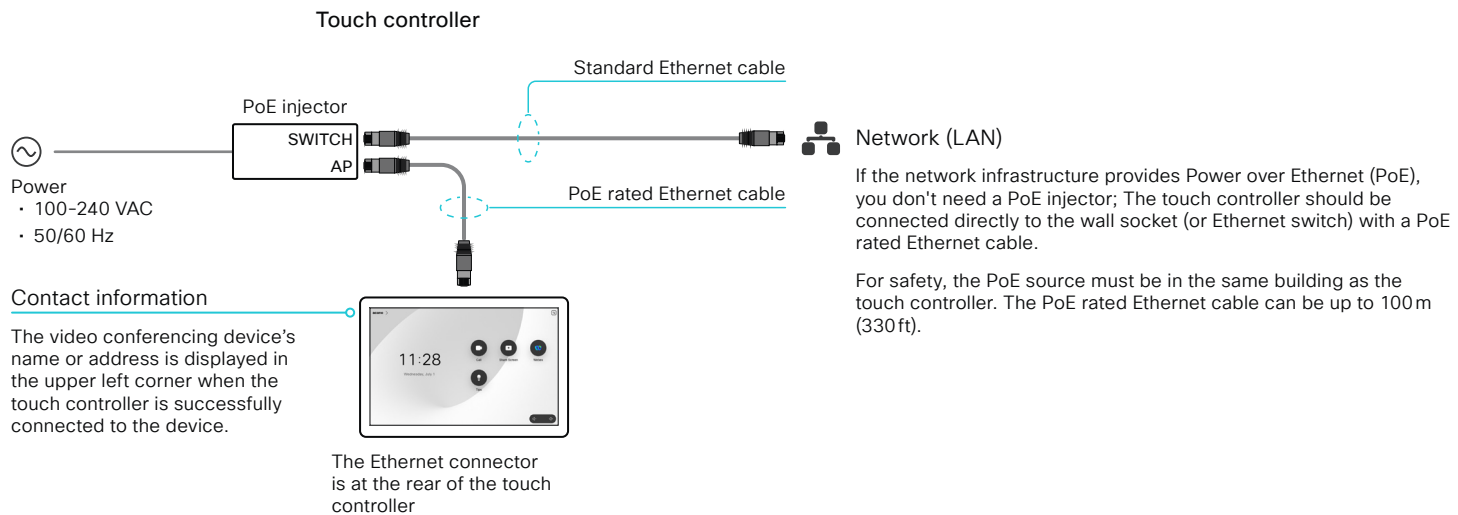 Touch controller
Standard Ethernet cable
PoE injector
SWITCH
AP
Power
· 100-240 VAC
· 50/60 Hz
PoE rated Ethernet cable
Network (LAN)
If the network infrastructure provides Power over Ethernet (PoE),
you don't need a PoE injector; The touch controller should be
connected directly to the wall socket (or Ethernet switch) with a PoE
rated Ethernet cable.
For safety, the PoE source must be in the same building as the
touch controller. The PoE rated Ethernet cable can be up to 100 m
(330 ft).
Contact information
The video conferencing device's
name or address is displayed in
the upper left corner when the
touch controller is successfully
connected to the device.
11:28
Call
The Ethernet connector
is at the rear of the touch
controller